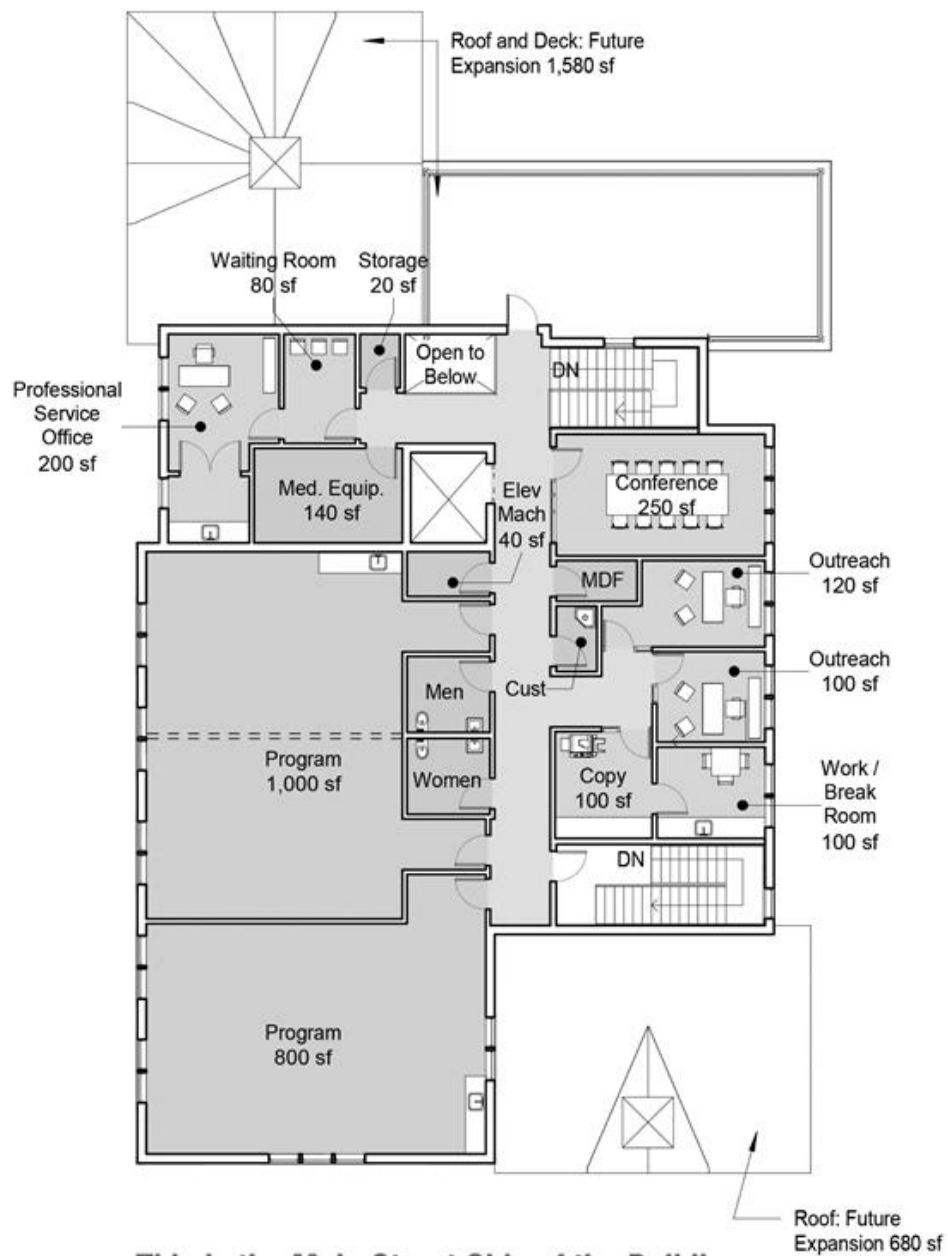 Roof and Deck: Future
Expansion 1,580 sf
Waiting Room
80 sf
Storage
20 sf
Open to
Below
DN
Professional
Service
Office
200 sf
Med. Equip.
140 sf
Elev
Mach
40 sf
Conference
250 sf
MDF
Outreach
120 sf
Outreach
100 sf
Cust
Men
Women
Program
1,000 sf
Copy
100 sf
Work /
Break
Room
100 sf
DN
Program
800 sf
Roof: Future
Expansion 680 sf